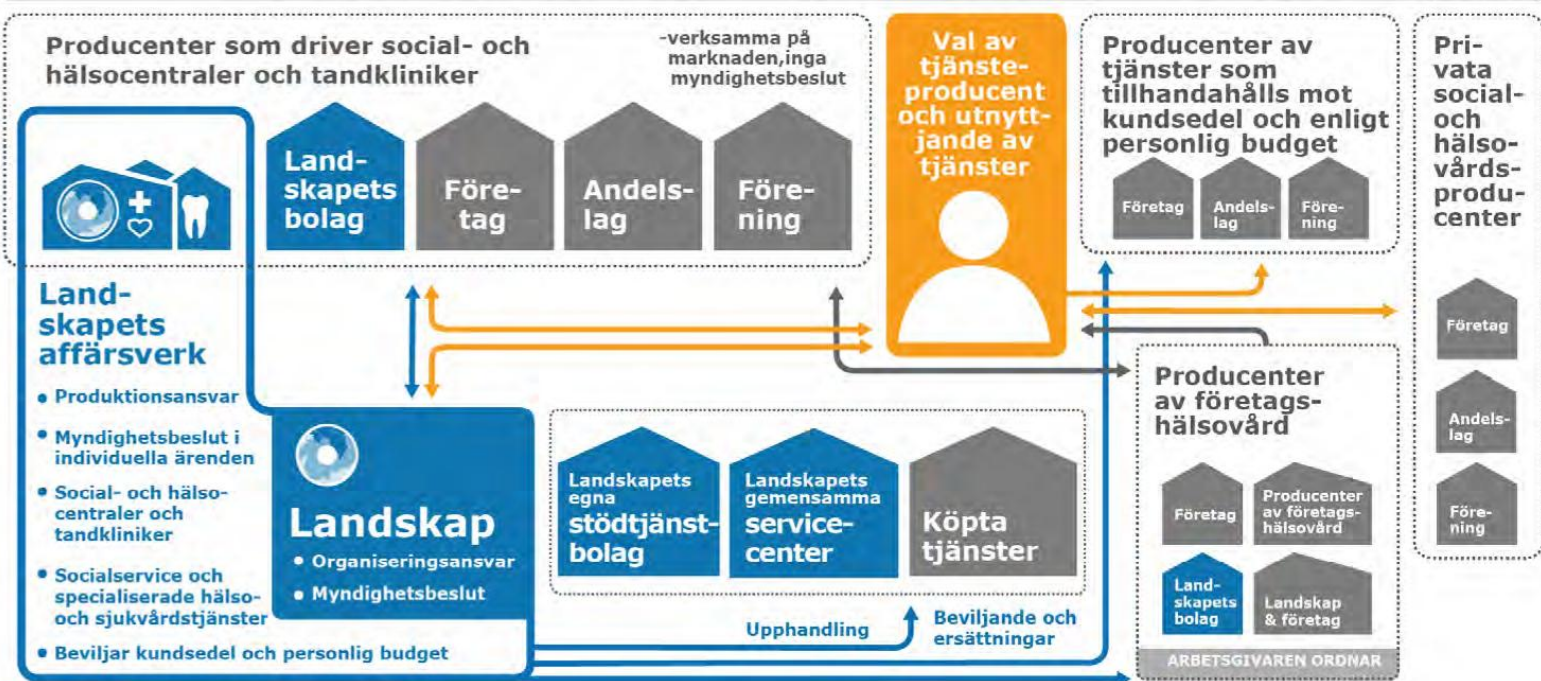 Producenter som driver social- och
hälsocentraler och tandkliniker
-verksamma på
marknaden,inga
myndighetsbeslut
Land-
skapets
bolag
Före-
tag
Andels-
lag
Före-
ning
Val av
tjänste-
producent
och utnytt-
jande av
tjänster
Producenter av
tjänster som
tillhandahålls mot
kundsedel och enligt
personlig budget
Företag
Andels-
lag
Före-
ning
Pri-
vata
social-
och
hälso-
vårds-
produ-
center
Företag
Andels-
lag
Före-
ning
Land-
skapets
affärsverk
• Produktionsansvar
• Myndighetsbeslut i
individuella ärenden
• Social- och hälso-
centraler och
tandkliniker
• Socialservice och
specialiserade hälso-
och sjukvårdstjänster
• Beviljar kundsedel och personlig budget
Landskap
• Organiseringsansvar
• Myndighetsbeslut
Landskapets
egna
stödtjänst-
bolag
Landskapets
gemensamma
service-
center
Köpta
tjänster
Upphandling
Beviljande och
ersättningar
Producenter
av företags-
hälsovård
Företag
Producenter
av företags-
hälsovård
Land-
skapets
bolag
Landskap
& företag
ARBETSGIVAREN ORDNAR